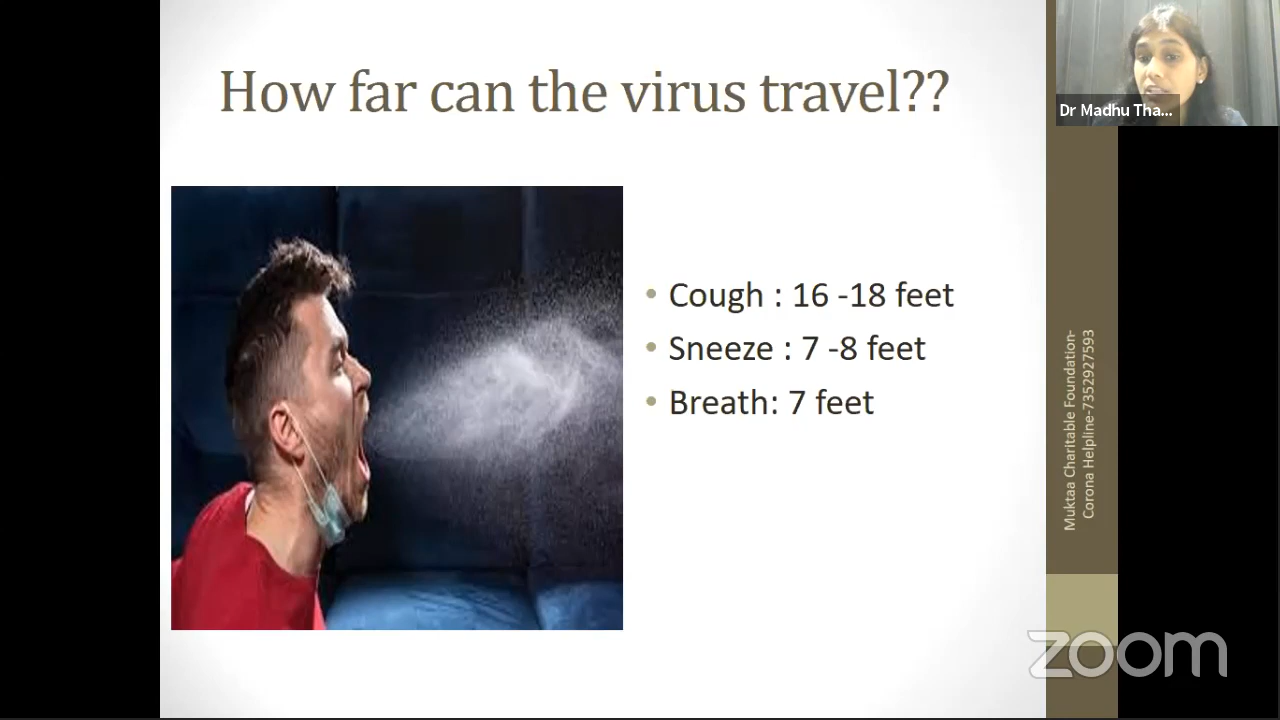 How far can the virus travel??
• Cough : 16 -18 feet
• Sneeze : 7 -8 feet
• Breath: 7 feet
Dr Madhu Tha...
Muktaa Charitable Foundation-
Corona Helpline-7352927593
zoom